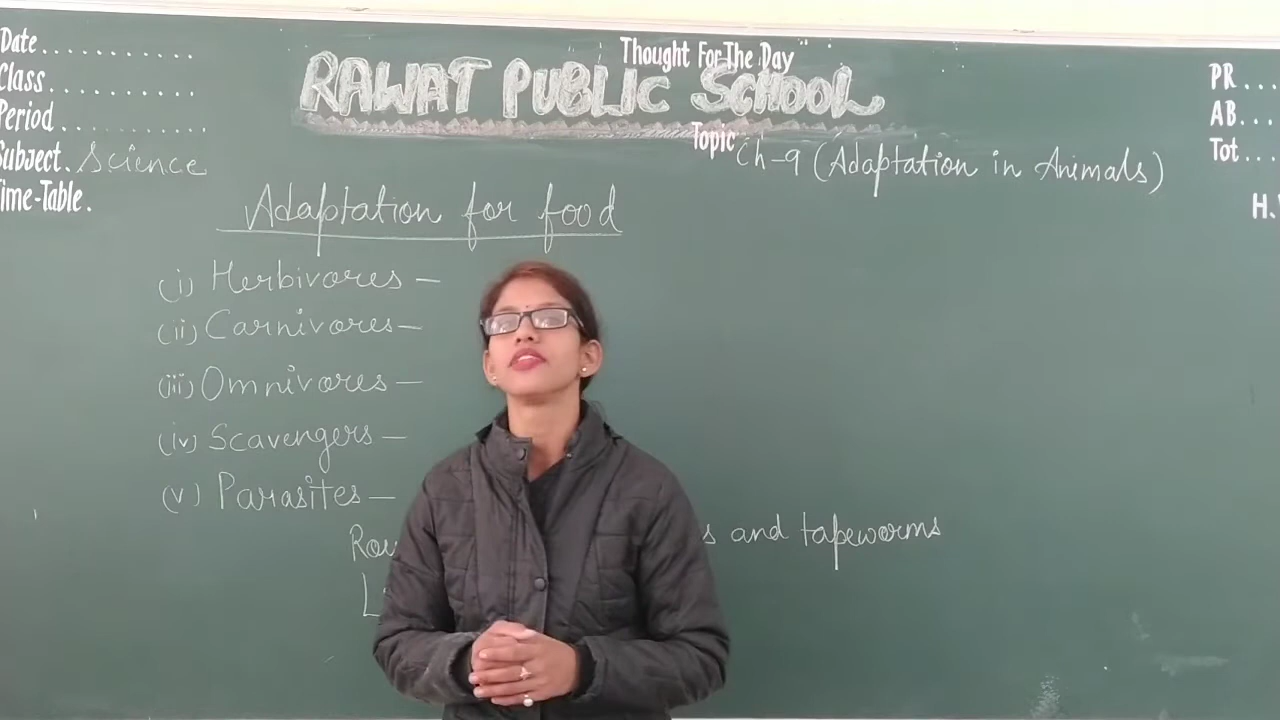 Date....................
Class....................
Period....................
Subject. Science
Time-Table.
Thought For The Day
RAWAT PUBLIC SCHOOL
Topic Ch-9 (Adaptation in Animals)
PR...
AB...
Tot...
H.
Adaptation for food
(i) Herbivores –
(ii) Carnivores –
(iii) Omnivores –
(iv) Scavengers –
(v) Parasites –
and tapeworms